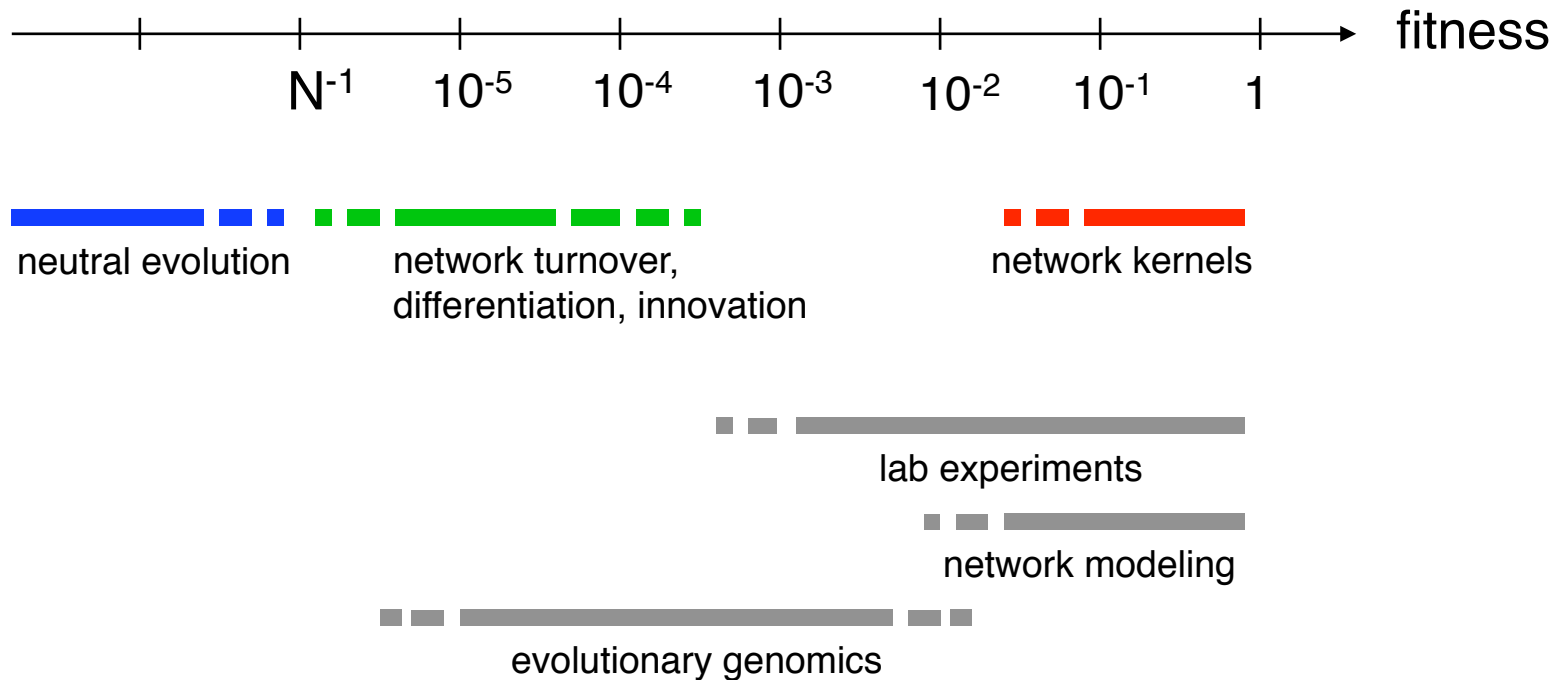 fitness
N-1 10-5 10-4 10-3 10-2 10-1 1
neutral evolution
network turnover,
differentiation, innovation
network kernels
lab experiments
network modeling
evolutionary genomics